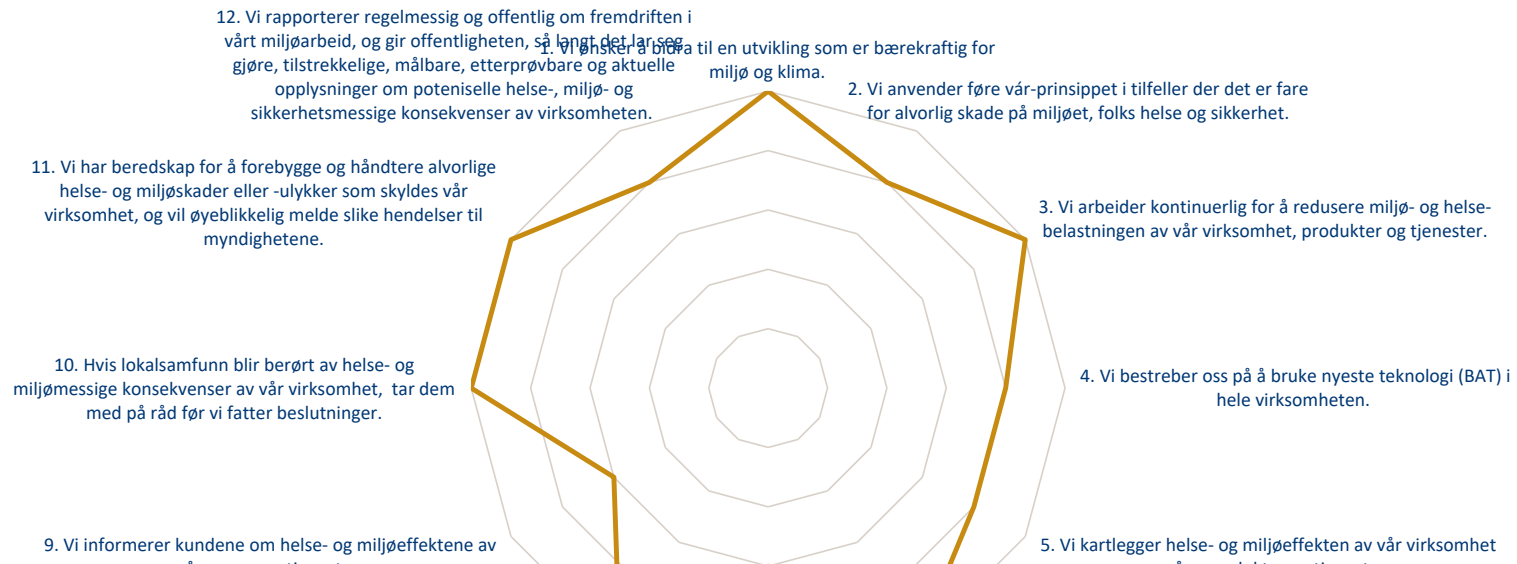 12. Vi rapporterer regelmessig og offentlig om fremdriften i
vårt miljøarbeid, og gir offentligheten, så langt det lar seg
gjøre, tilstrekkelige, målbare, etterprøvbare og aktuelle
opplysninger om poteniselle helse-, miljø- og
sikkerhetsmessige konsekvenser av virksomheten.
1. Vi ønsker å bidra til en utvikling som er bærekraftig for
miljø og klima.
2. Vi anvender føre vár-prinsippet i tilfeller der det er fare
for alvorlig skade på miljøet, folks helse og sikkerhet.
11. Vi har beredskap for å forebygge og håndtere alvorlige
helse- og miljøskader eller -ulykker som skyldes vår
virksomhet, og vil øyeblikkelig melde slike hendelser til
myndighetene.
3. Vi arbeider kontinuerlig for å redusere miljø- og helse-
belastningen av vår virksomhet, produkter og tjenester.
10. Hvis lokalsamfunn blir berørt av helse- og
miljømessige konsekvenser av vår virksomhet, tar dem
med på råd før vi fatter beslutninger.
4. Vi bestreber oss på å bruke nyeste teknologi (BAT) i
hele virksomheten.
9. Vi informerer kundene om helse- og miljøeffektene av
5. Vi kartlegger helse- og miljøeffekten av vår virksomhet